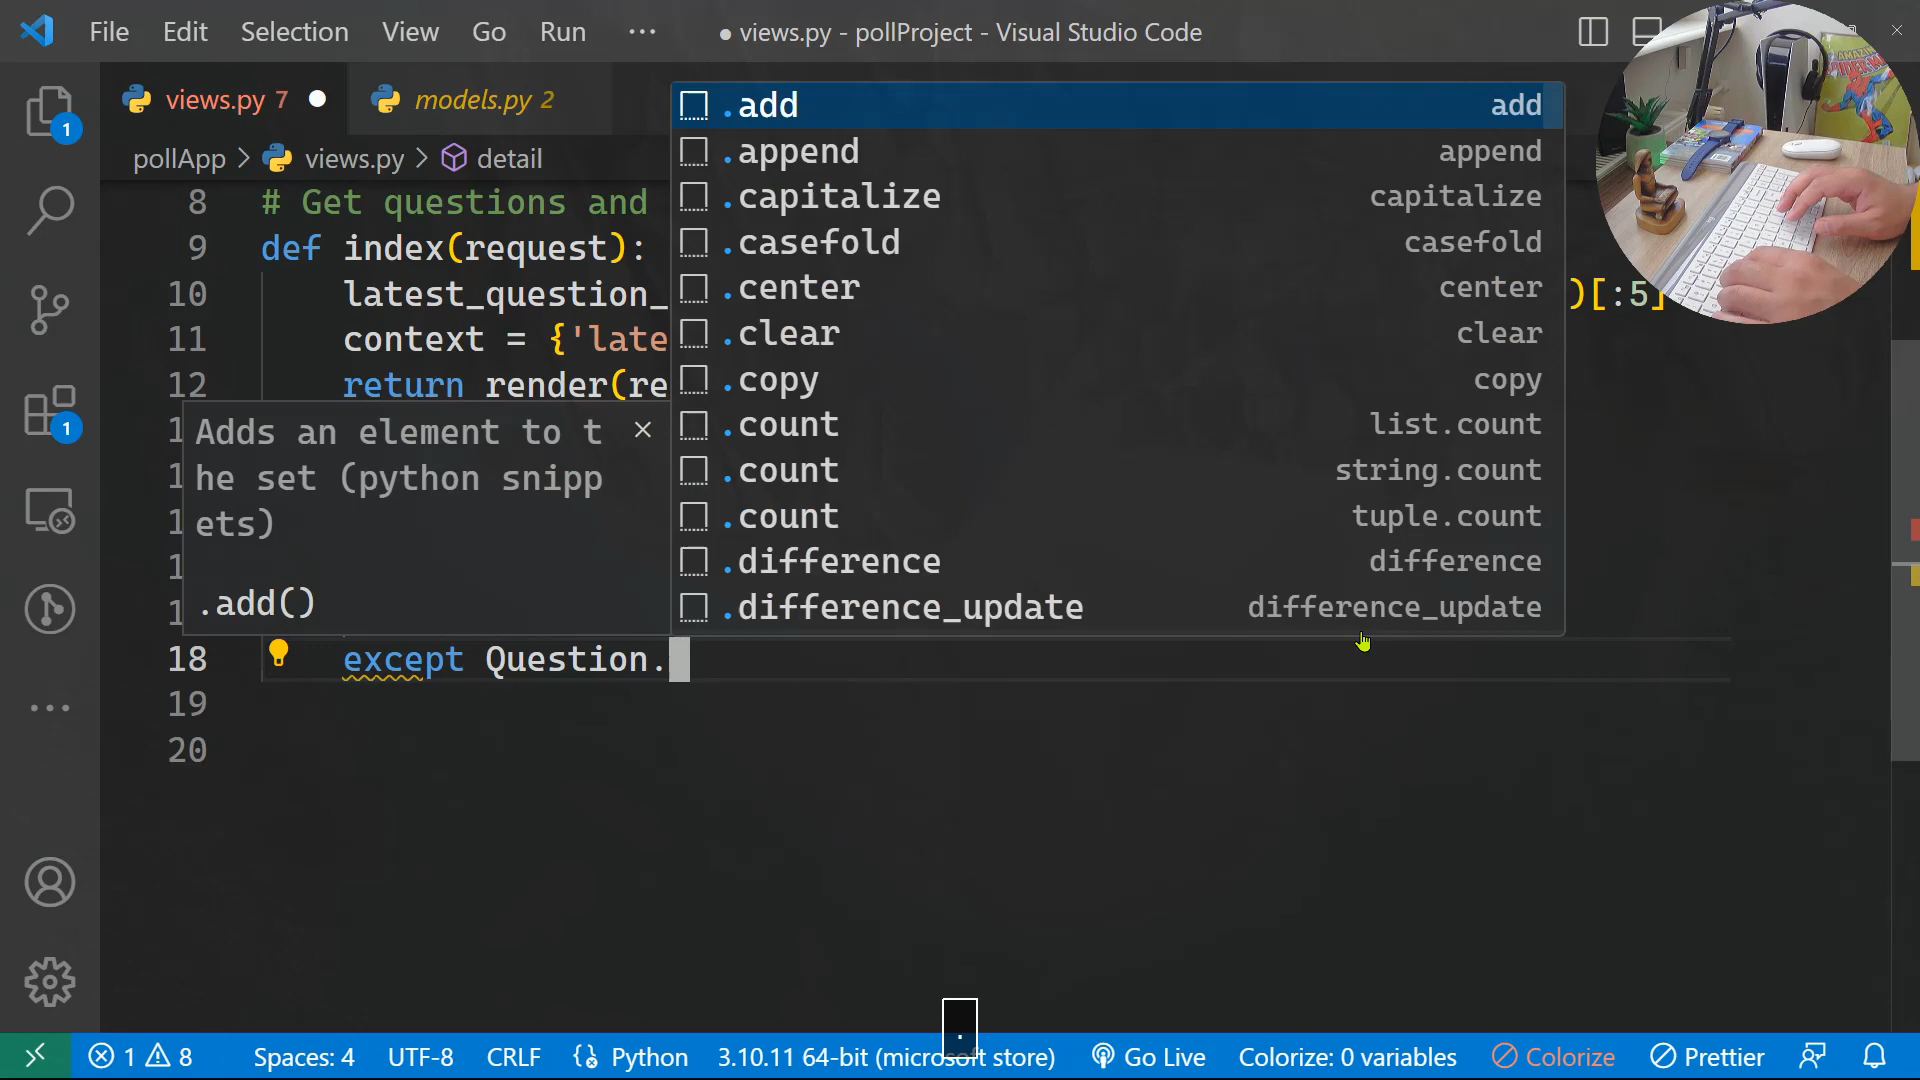 File Edit Selection View Go Run ··· ● views.py - pollProject - Visual Studio Code
views.py 7 ● models.py 2
pollApp > views.py > detail
8 # Get questions and
9 def index(request):
10 latest_question_ )[:5]
11 context = {'late
12 return render(re
.add add
.append append
.capitalize capitalize
.casefold casefold
.center center
.clear clear
.copy copy
.count list.count
.count string.count
.count tuple.count
.difference difference
.difference_update difference_update
Adds an element to t
he set (python snipp
ets)
.add()
18 except Question.
19
20
1
1
AMAZING
.
1 8 Spaces: 4 UTF-8 CRLF Python 3.10.11 64-bit (microsoft store) Go Live Colorize: 0 variables Colorize Prettier